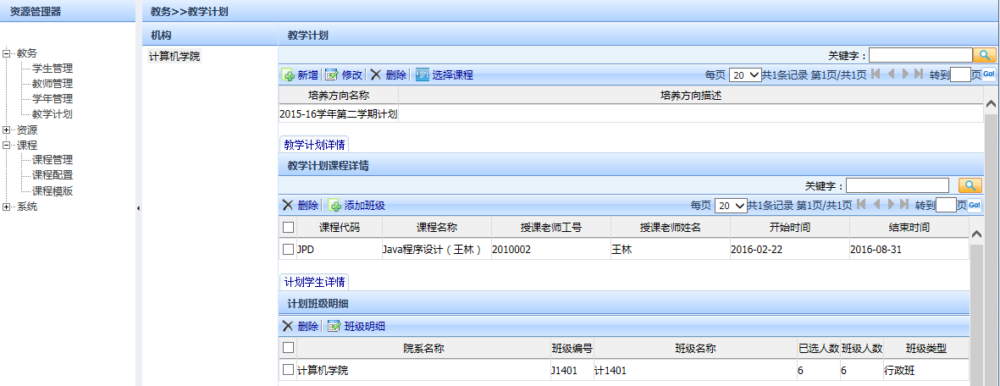 资源管理器
教务
学生管理
教师管理
学年管理
教学计划
资源
课程
课程管理
课程配置
课程模版
系统
教务>>教学计划
机构
计算机学院
教学计划
关键字：
新增 修改 删除 选择课程 每页 20 共1条记录 第1页/共1页 转到 页 Go!
培养方向名称 培养方向描述
2015-16学年第二学期计划
教学计划详情
教学计划课程详情
关键字：
删除 添加班级 每页 20 共1条记录 第1页/共1页 转到 页 Go!
课程代码 课程名称 授课老师工号 授课老师姓名 开始时间 结束时间
JPD Java程序设计（王林） 2010002 王林 2016-02-22 2016-08-31
计划学生详情
计划班级明细
删除 班级明细
院系名称 班级编号 班级名称 已选人数 班级人数 班级类型
计算机学院 J1401 计1401 6 6 行政班